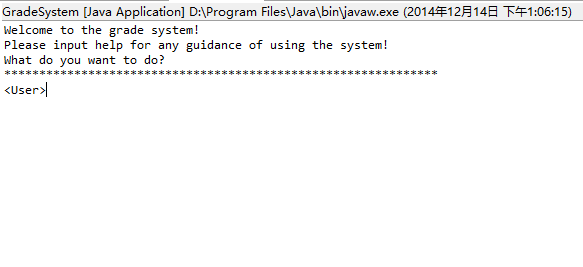 GradeSystem [Java Application] D:\Program Files\Java\bin\javaw.exe (2014年12月14日 下午1:06:15)
Welcome to the grade system!
Please input help for any guidance of using the system!
What do you want to do?
**************************************************************
<User>